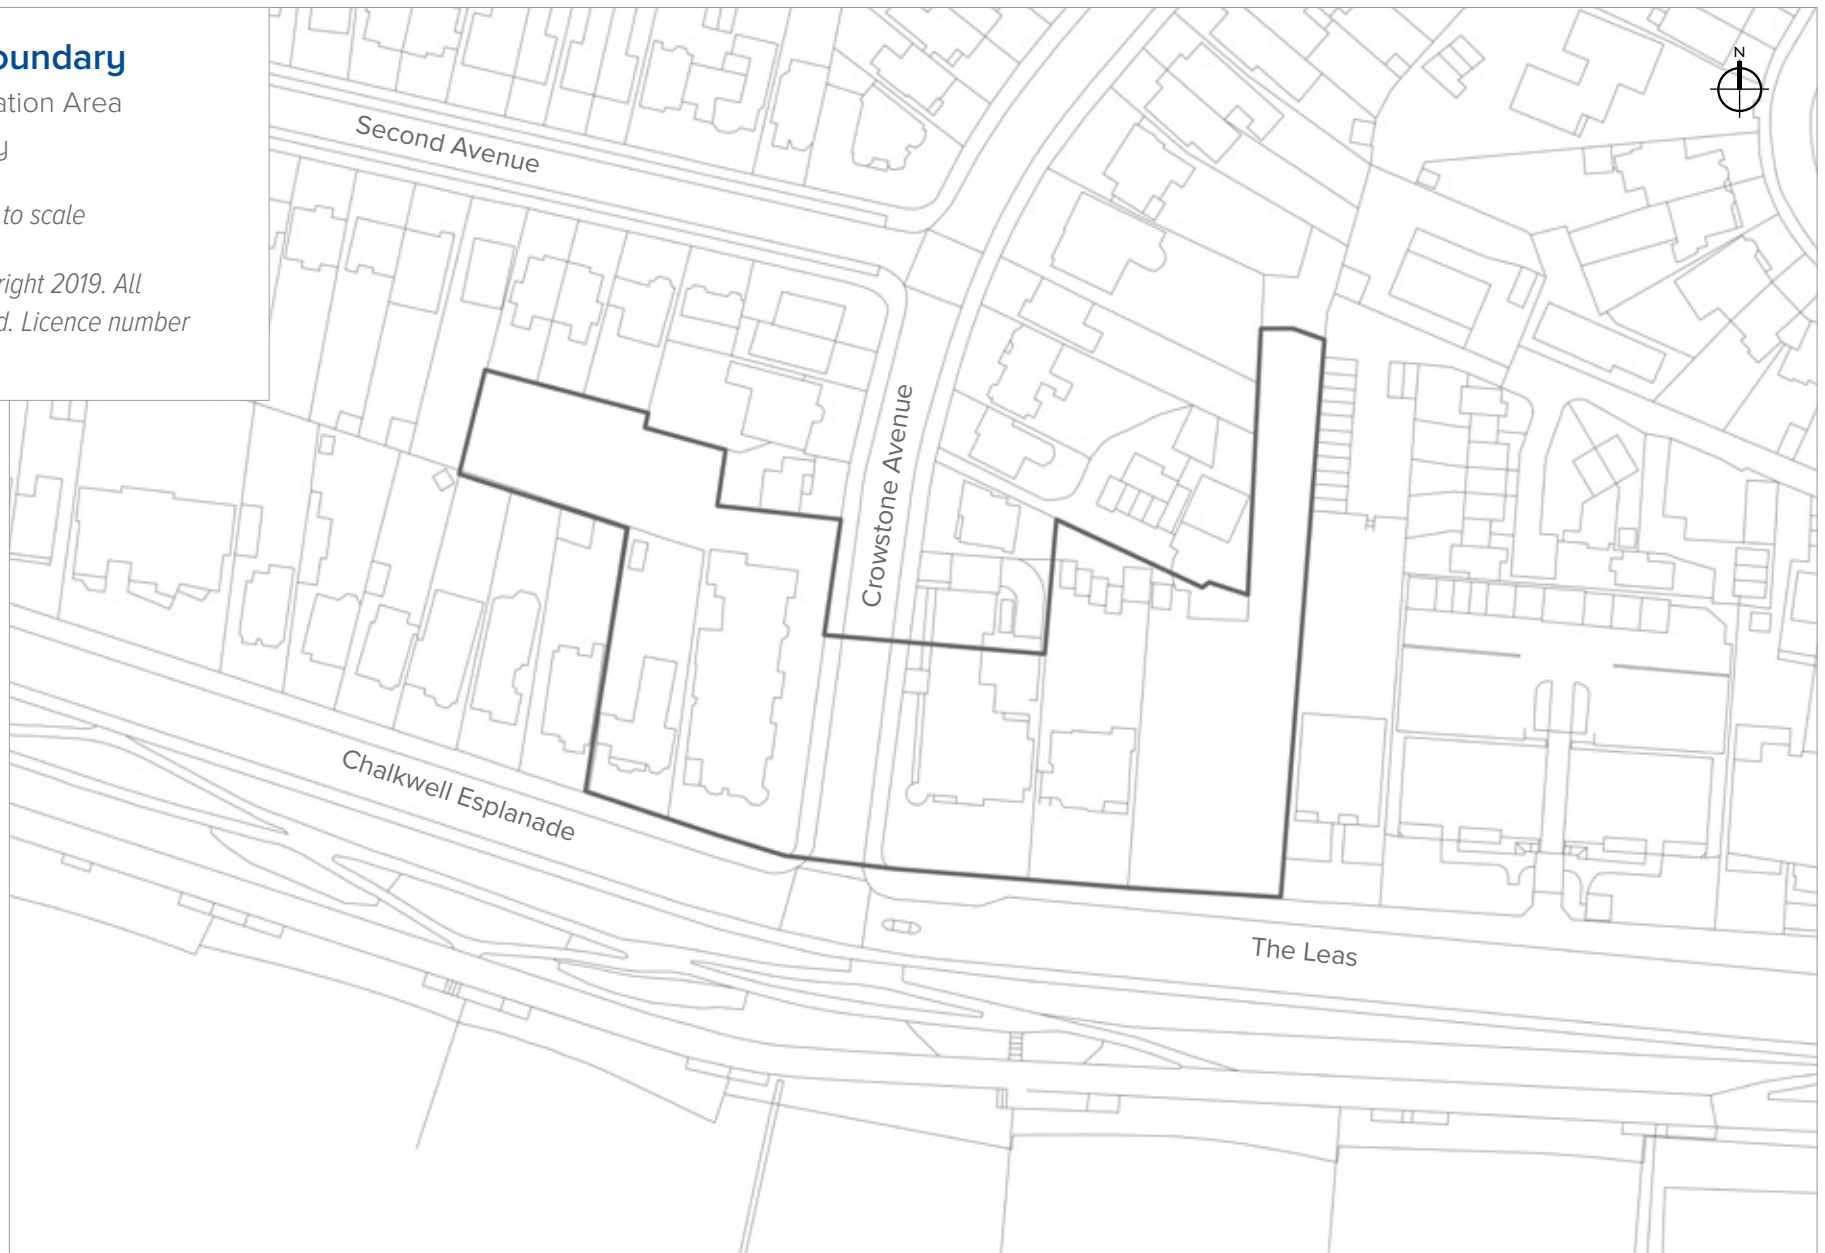 oundary
ation Area
y
to scale
right 2019. All
d. Licence number
N
Second Avenue
Crowstone Avenue
Chalkwell Esplanade
The Leas